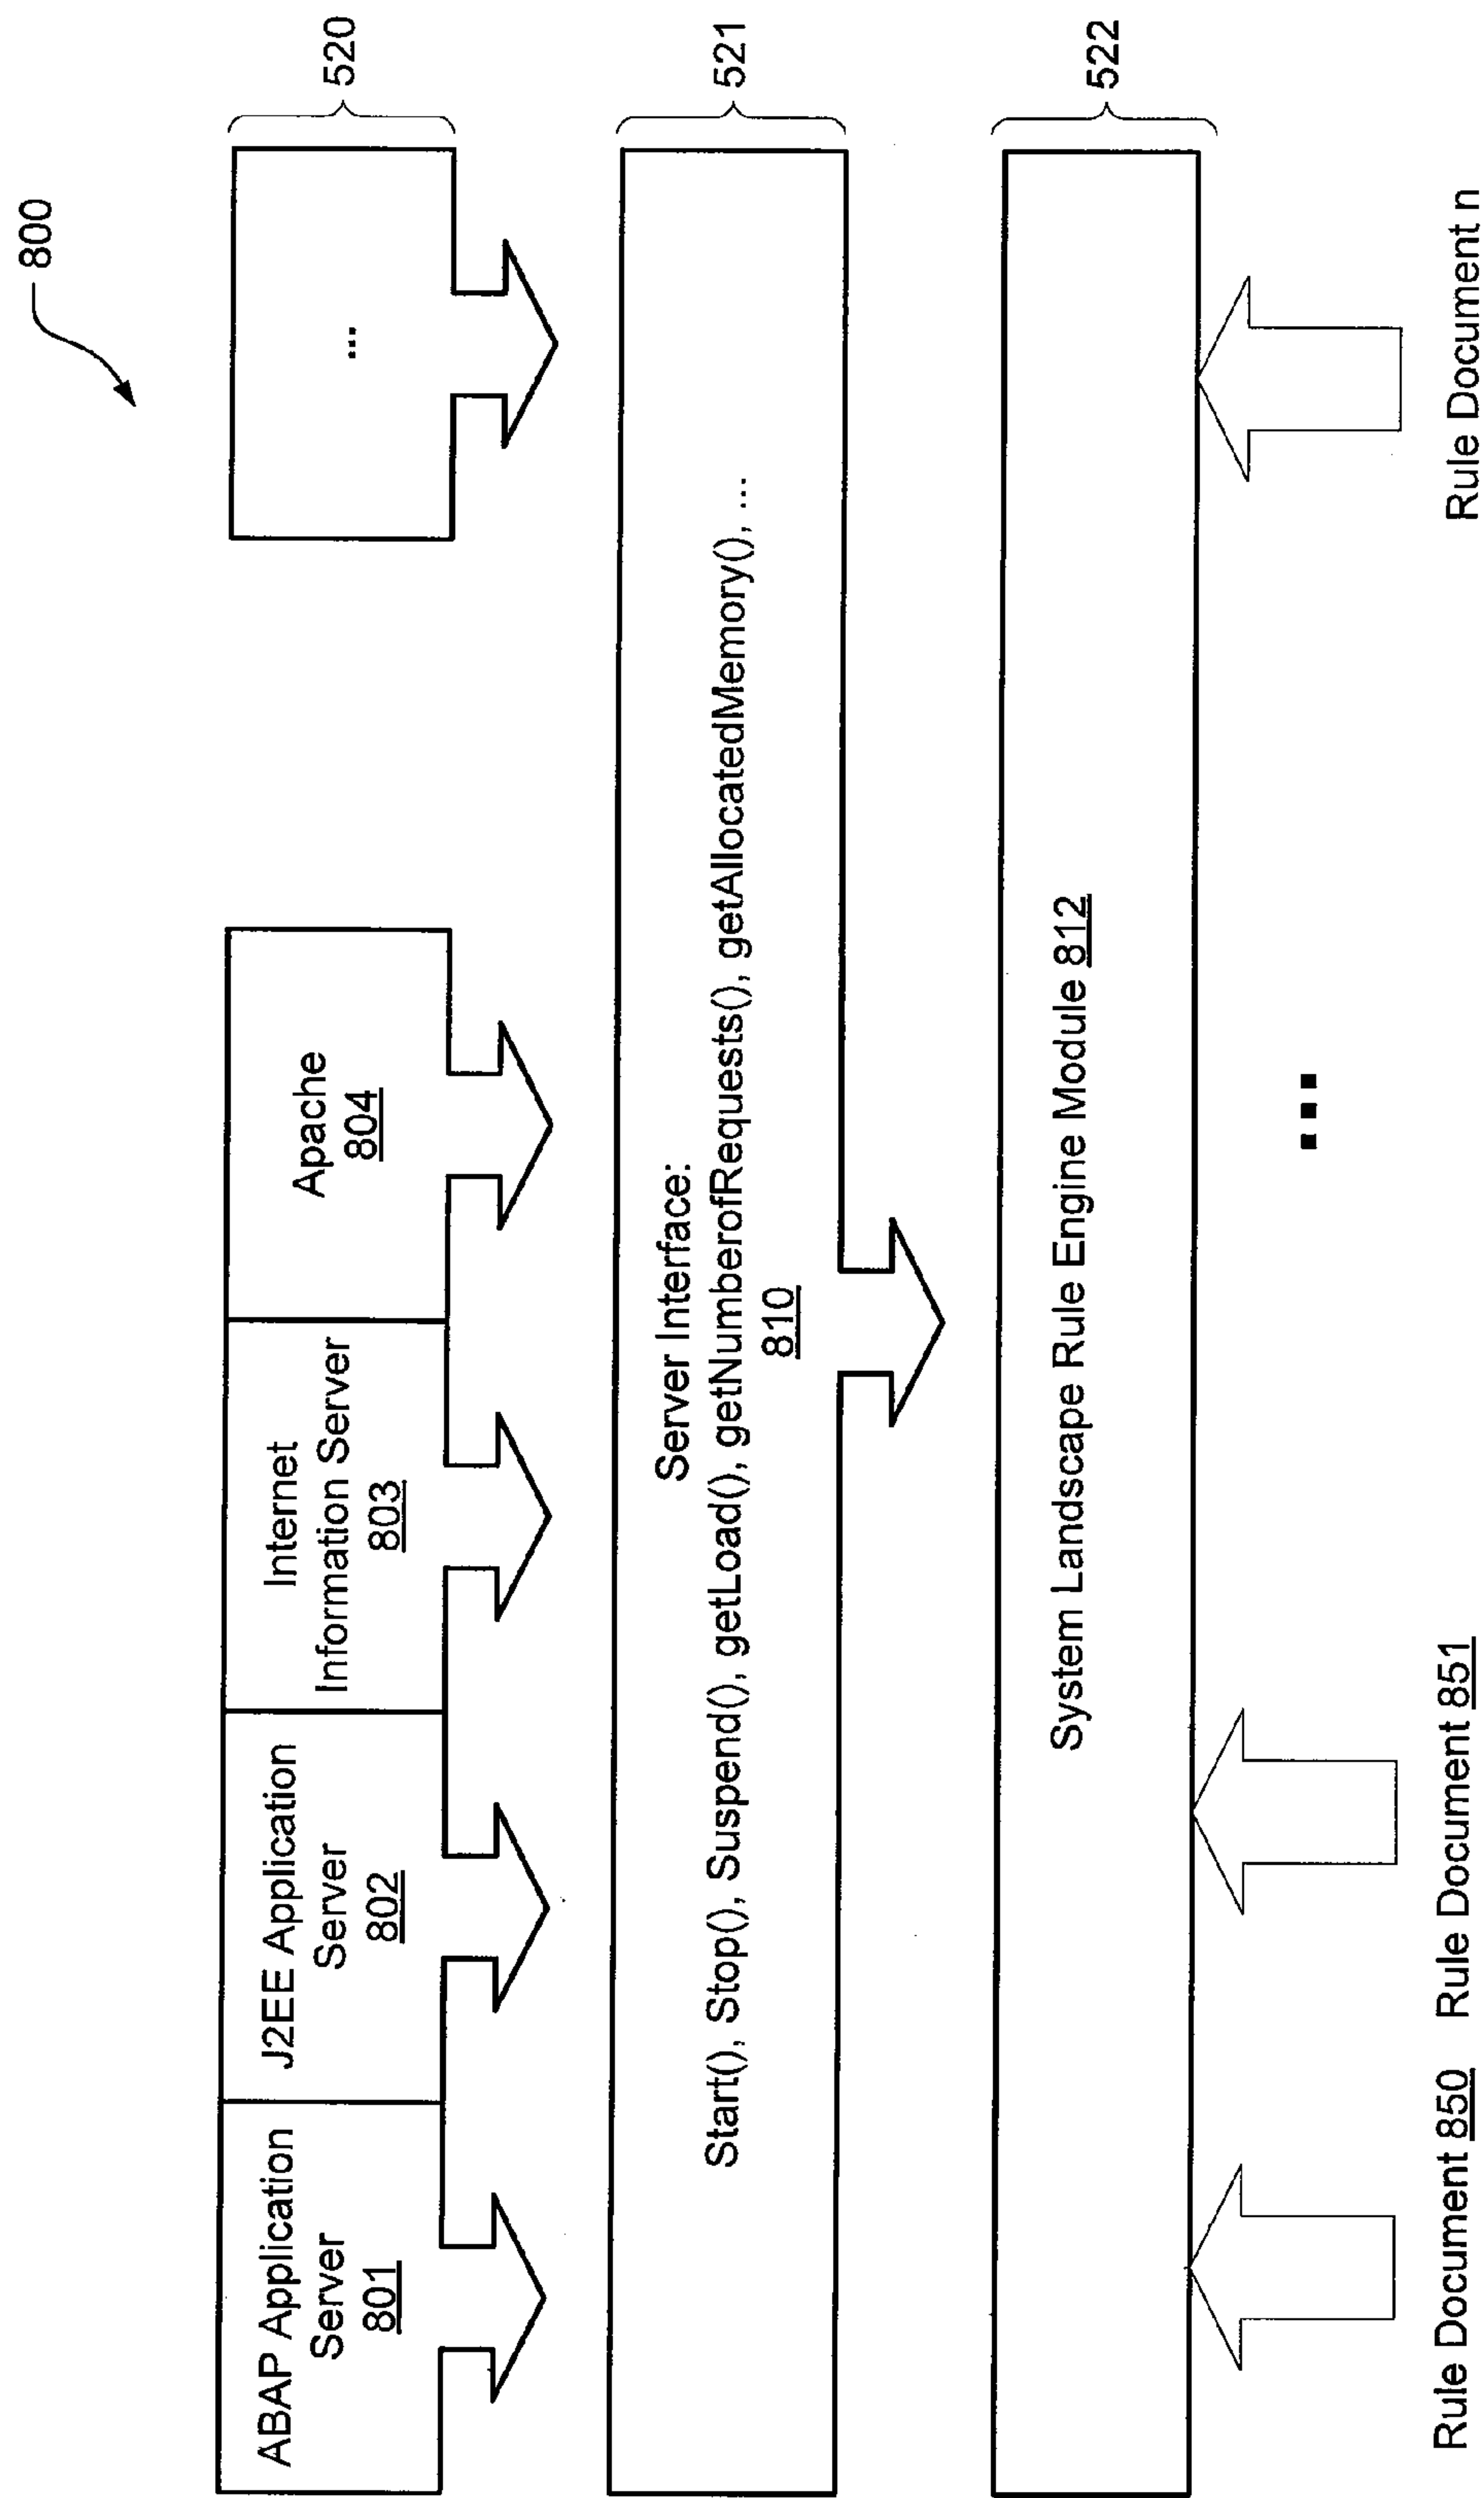 800
ABAP Application
Server
801
J2EE Application
Server
802
Internet
Information Server
803
Apache
804
...
520
Server Interface:
Start(), Stop(), Suspend(), getLoad(), getNumberofRequests(), getAllocatedMemory(), ...
810
521
System Landscape Rule Engine Module 812
522
...
Rule Document 850
Rule Document 851
Rule Document n